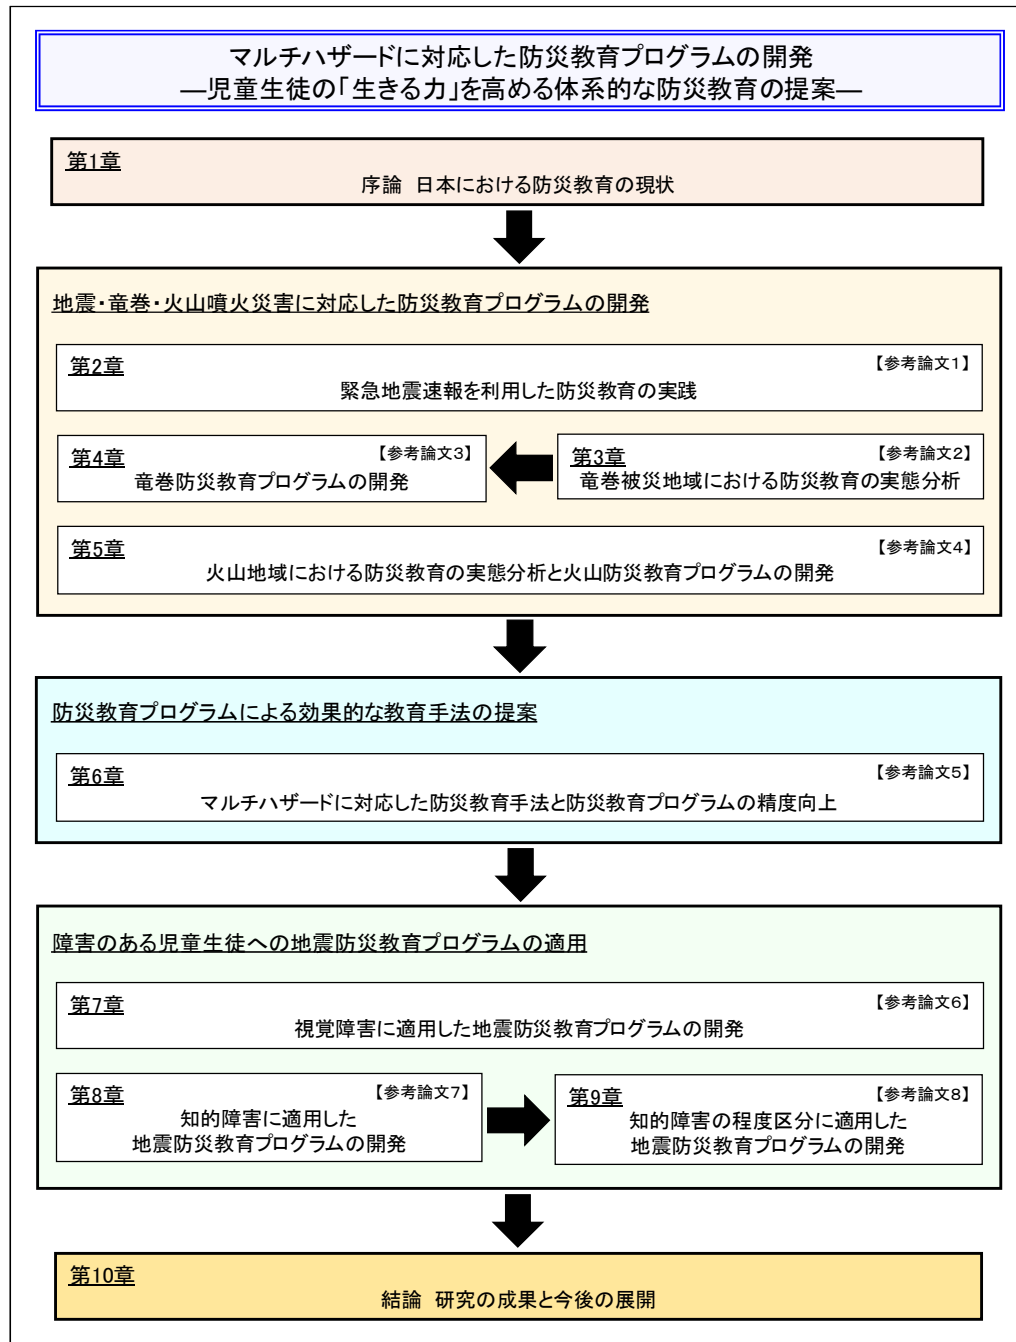 マルチハザードに対応した防災教育プログラムの開発
―児童生徒の「生きる力」を高める体系的な防災教育の提案―
第1章
序論 日本における防災教育の現状
地震・竜巻・火山噴火災害に対応した防災教育プログラムの開発
第2章
【参考論文1】
緊急地震速報を利用した防災教育の実践
第4章
【参考論文3】
竜巻防災教育プログラムの開発
第3章
【参考論文2】
竜巻被災地域における防災教育の実態分析
第5章
【参考論文4】
火山地域における防災教育の実態分析と火山防災教育プログラムの開発
防災教育プログラムによる効果的な教育手法の提案
第6章
【参考論文5】
マルチハザードに対応した防災教育手法と防災教育プログラムの精度向上
障害のある児童生徒への地震防災教育プログラムの適用
第7章
【参考論文6】
視覚障害に適用した地震防災教育プログラムの開発
第8章
【参考論文7】
知的障害に適用した
地震防災教育プログラムの開発
第9章
【参考論文8】
知的障害の程度区分に適用した
地震防災教育プログラムの開発
第10章
結論 研究の成果と今後の展開